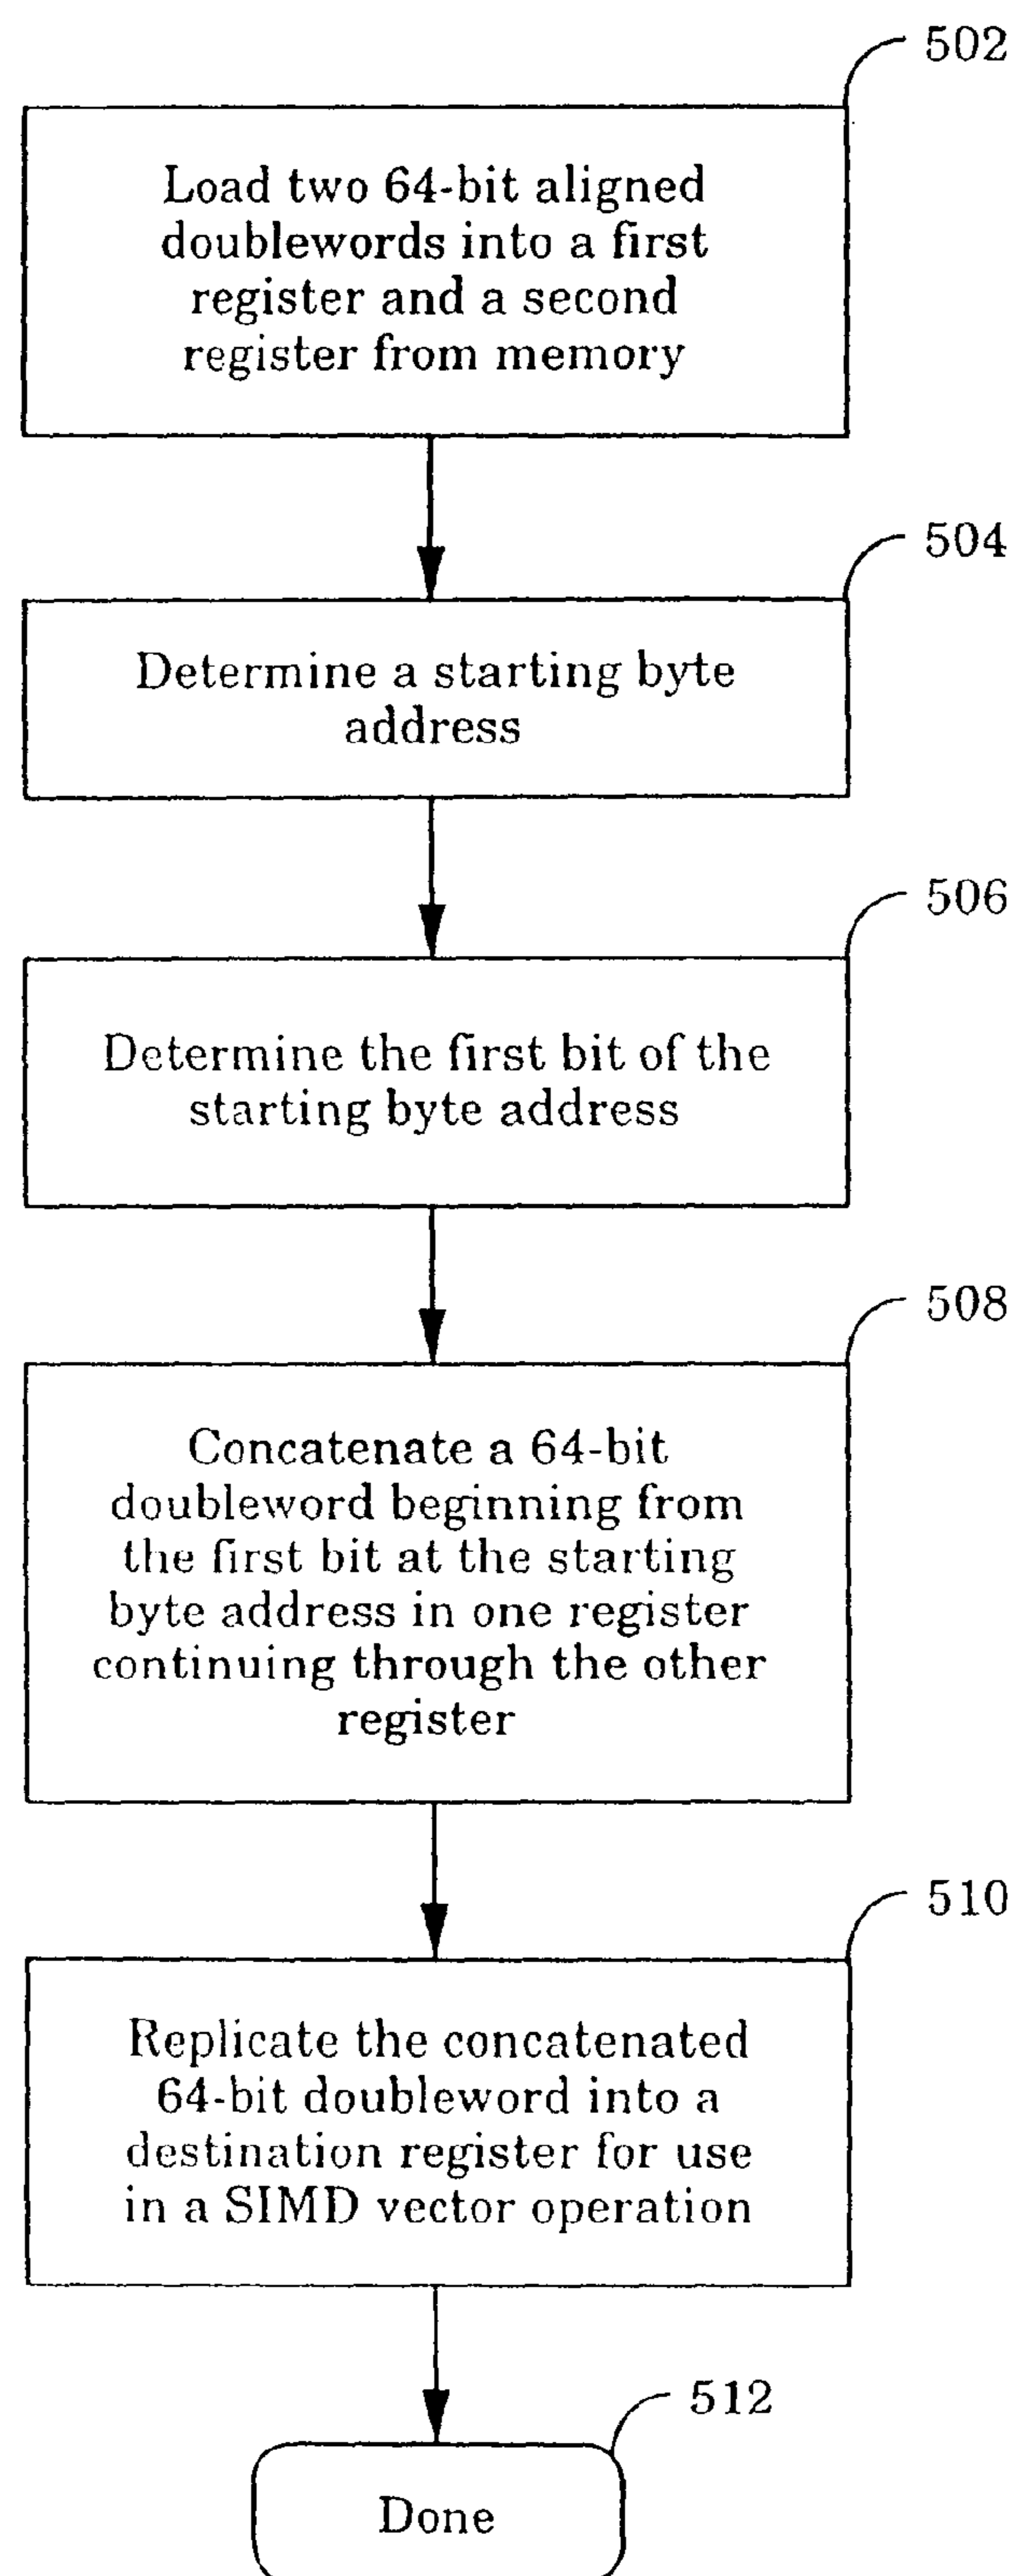 502
Load two 64-bit aligned
doublewords into a first
register and a second
register from memory
504
Determine a starting byte
address
506
Determine the first bit of the
starting byte address
508
Concatenate a 64-bit
doubleword beginning from
the first bit at the starting
byte address in one register
continuing through the other
register
510
Replicate the concatenated
64-bit doubleword into a
destination register for use
in a SIMD vector operation
512
Done